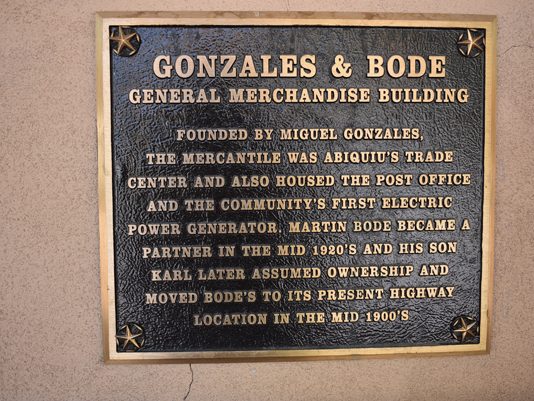 GONZALES & BODE
GENERAL MERCHANDISE BUILDING
FOUNDED BY MIGUEL GONZALES,
THE MERCANTILE WAS ABIQUIU'S TRADE
CENTER AND ALSO HOUSED THE POST OFFICE
AND THE COMMUNITY'S FIRST ELECTRIC
POWER GENERATOR. MARTIN BODE BECAME A
PARTNER IN THE MID 1920'S AND HIS SON
KARL LATER ASSUMED OWNERSHIP AND
MOVED BODE'S TO ITS PRESENT HIGHWAY
LOCATION IN THE MID 1900'S